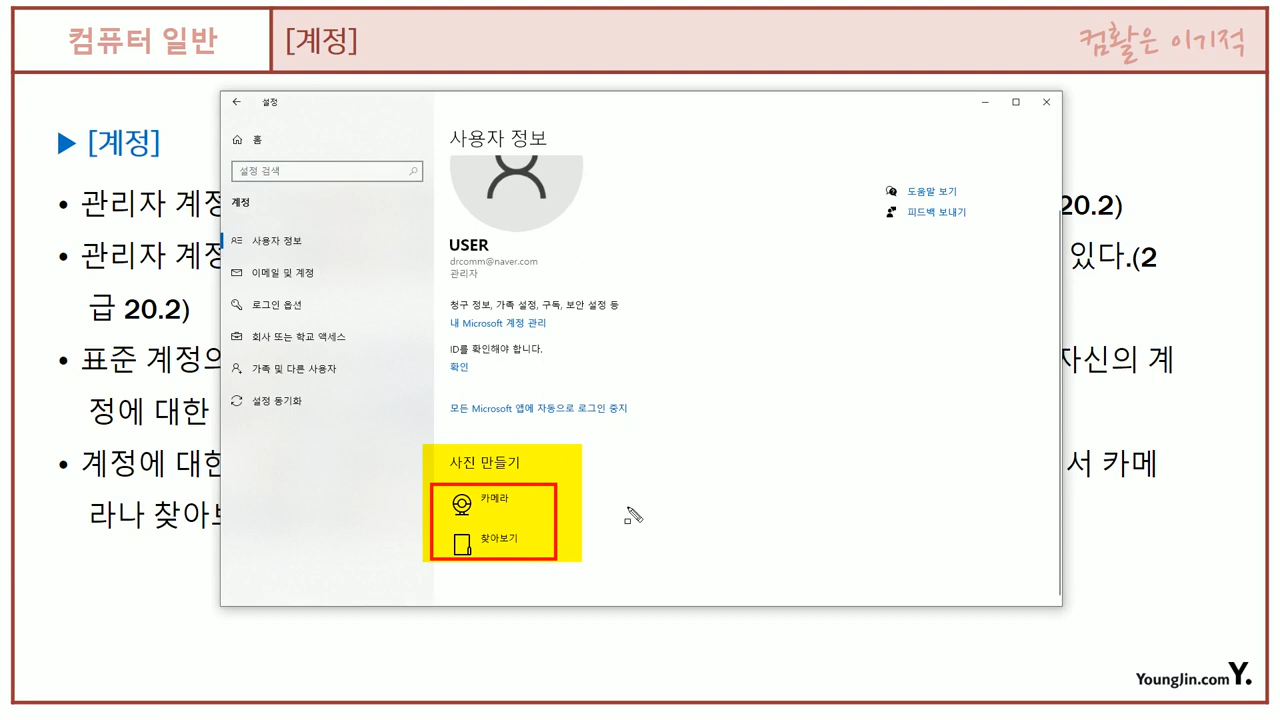 컴퓨터 일반
[계정]
컴활은 이기적
▶ [계정]
• 관리자 계정
20.2)
• 관리자 계정
있다.(2
급 20.2)
• 표준 계정의
자신의 계
정에 대한
• 계정에 대한
서 카메
라나 찾아보
설정
홈
설정 검색
계정
사용자 정보
이메일 및 계정
로그인 옵션
회사 또는 학교 액세스
가족 및 다른 사용자
설정 동기화
사용자 정보
USER
drcomm@naver.com
관리자
청구 정보, 가족 설정, 구독, 보안 설정 등
내 Microsoft 계정 관리
ID를 확인해야 합니다.
확인
모든 Microsoft 앱에 자동으로 로그인 중지
사진 만들기
카메라
찾아보기
도움말 보기
피드백 보내기
YoungJin.com Y.